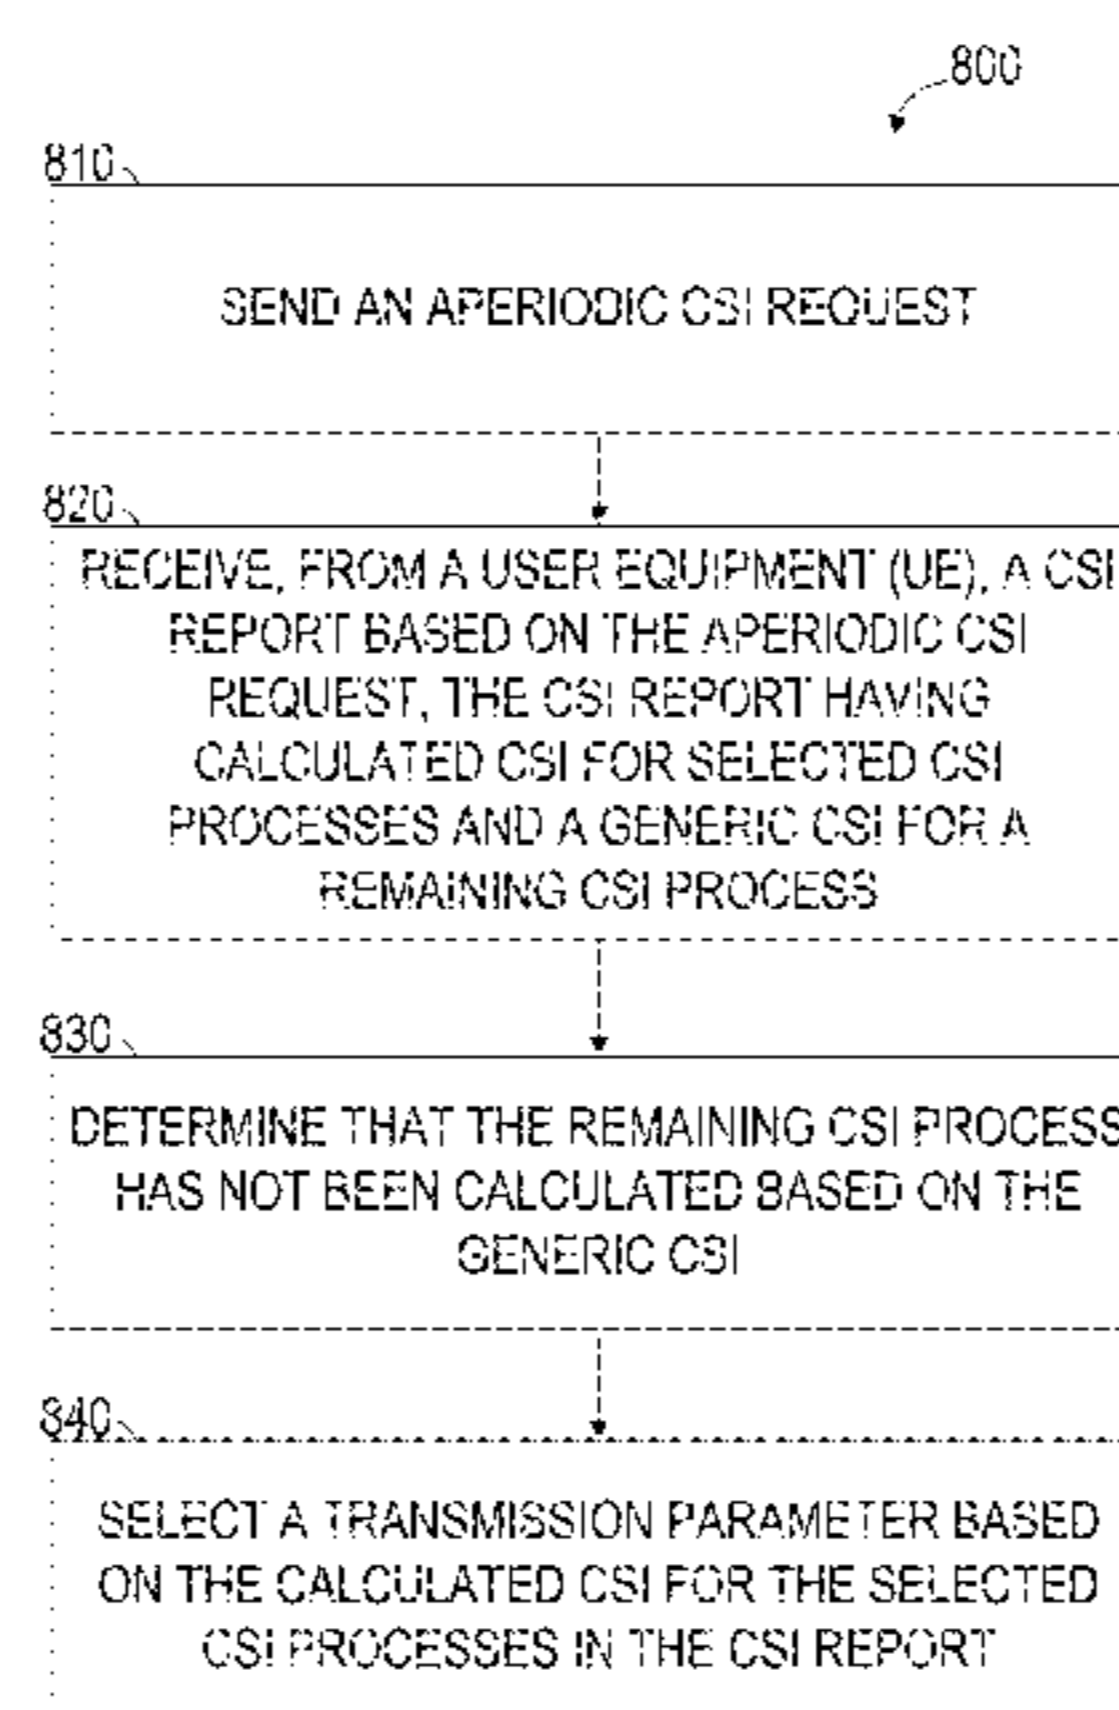 800
810
SEND AN APERIODIC CSI REQUEST
820
RECEIVE, FROM A USER EQUIPMENT (UE), A CSI
REPORT BASED ON THE APERIODIC CSI
REQUEST, THE CSI REPORT HAVING
CALCULATED CSI FOR SELECTED CSI
PROCESSES AND A GENERIC CSI FOR A
REMAINING CSI PROCESS
830
DETERMINE THAT THE REMAINING CSI PROCESS
HAS NOT BEEN CALCULATED BASED ON THE
GENERIC CSI
840
SELECT A TRANSMISSION PARAMETER BASED
ON THE CALCULATED CSI FOR THE SELECTED
CSI PROCESSES IN THE CSI REPORT